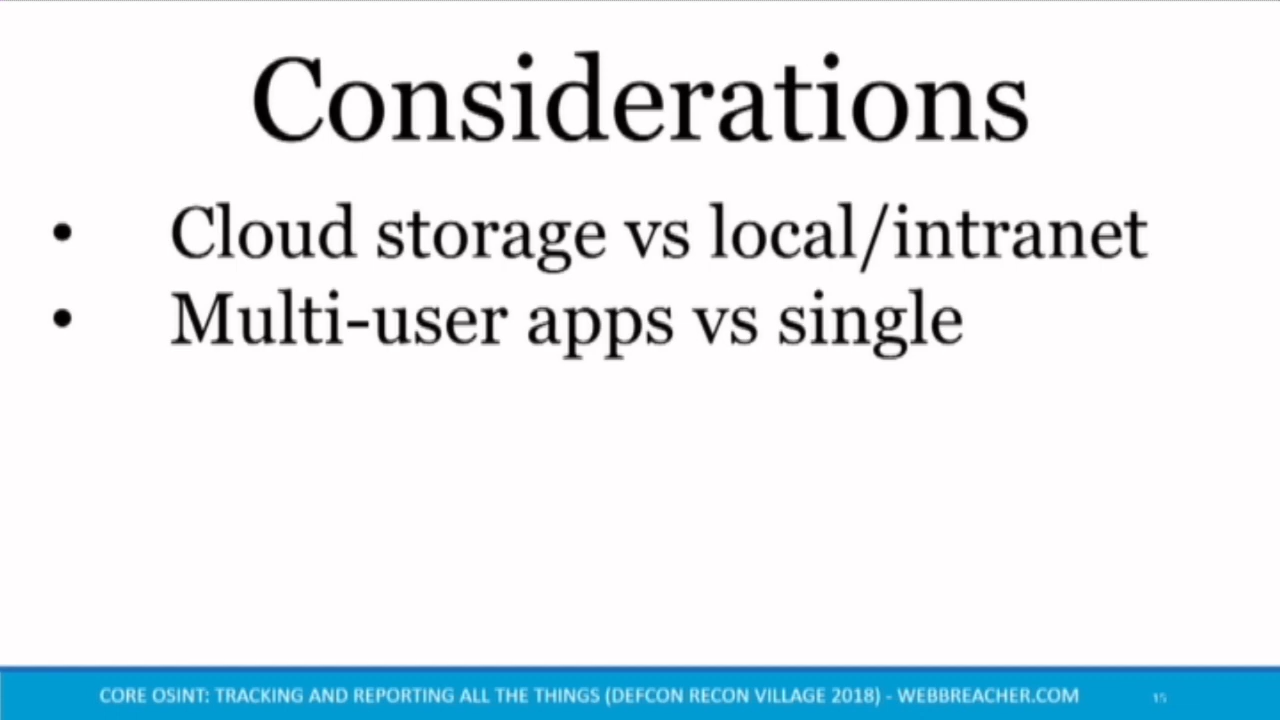 Considerations
• Cloud storage vs local/intranet
• Multi-user apps vs single
CORE OSINT: TRACKING AND REPORTING ALL THE THINGS (DEFCON RECON VILLAGE 2018) - WEBBREACHER.COM
15